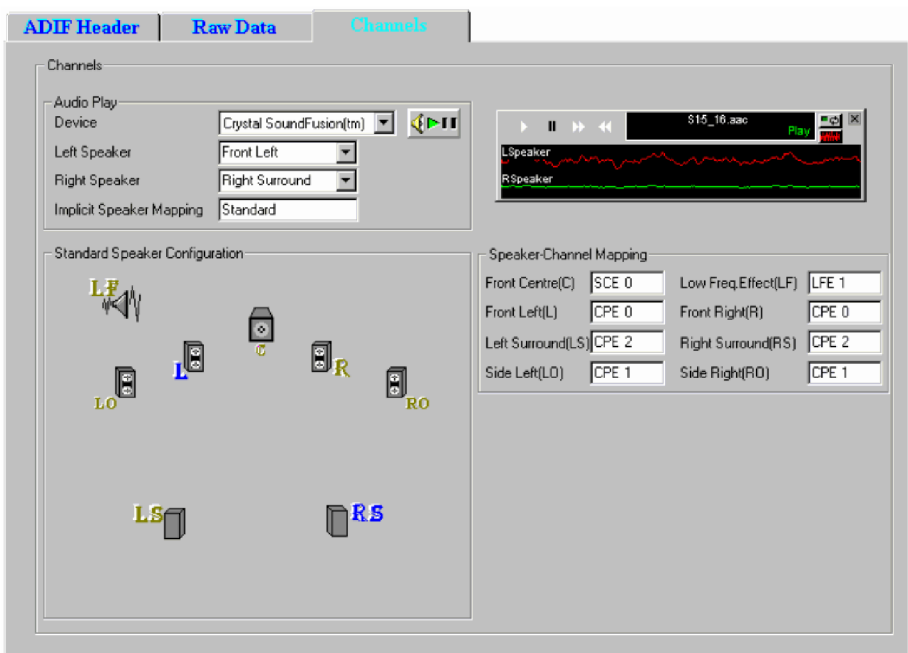 ADIF Header Raw Data Channels
Channels
Audio Play
Device Crystal SoundFusion(tm)
Left Speaker Front Left
Right Speaker Right Surround
Implicit Speaker Mapping Standard
S15_16.aac
Play
LSpeaker
RSpeaker
Standard Speaker Configuration
LF
C
L
R
LO
RO
LS
RS
Speaker-Channel Mapping
Front Centre(C) SCE 0 Low Freq.Effect(LF) LFE 1
Front Left(L) CPE 0 Front Right(R) CPE 0
Left Surround(LS) CPE 2 Right Surround(RS) CPE 2
Side Left(LO) CPE 1 Side Right(RO) CPE 1